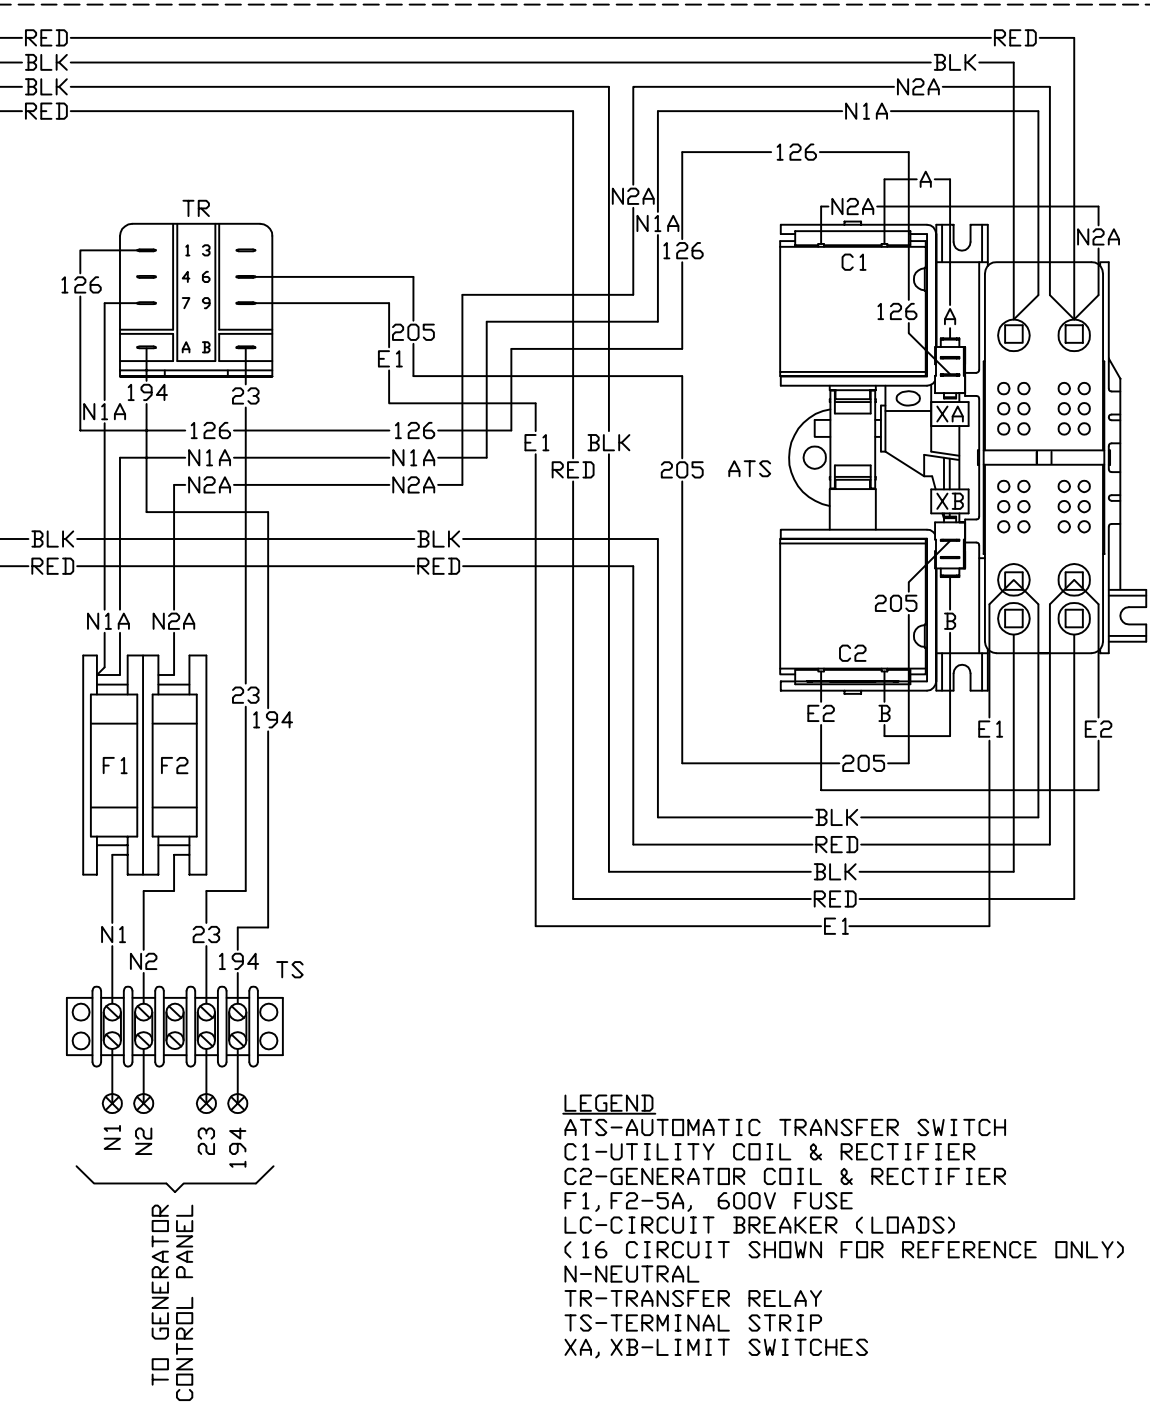 RED RED
BLK BLK
BLK N2A
RED N1A
126
A
N2A N2A
TR N1A N2A
1 3 126 C1
4 6
126 7 9 126 A
205
A B E1
194 23
N1A XA
126 126
E1 BLK
N1A N1A RED 205 ATS
N2A N2A
XB
BLK BLK
RED RED
205 B
N1A N2A
C2
23 E2 B
194 E1 E2
F1 F2 205
BLK
RED
BLK
RED
E1
N1 23
N2 194 TS
N1 N2 23 194
TO GENERATOR
CONTROL PANEL
LEGEND
ATS-AUTOMATIC TRANSFER SWITCH
C1-UTILITY COIL & RECTIFIER
C2-GENERATOR COIL & RECTIFIER
F1,F2-5A, 600V FUSE
LC-CIRCUIT BREAKER (LOADS)
(16 CIRCUIT SHOWN FOR REFERENCE ONLY)
N-NEUTRAL
TR-TRANSFER RELAY
TS-TERMINAL STRIP
XA,XB-LIMIT SWITCHES